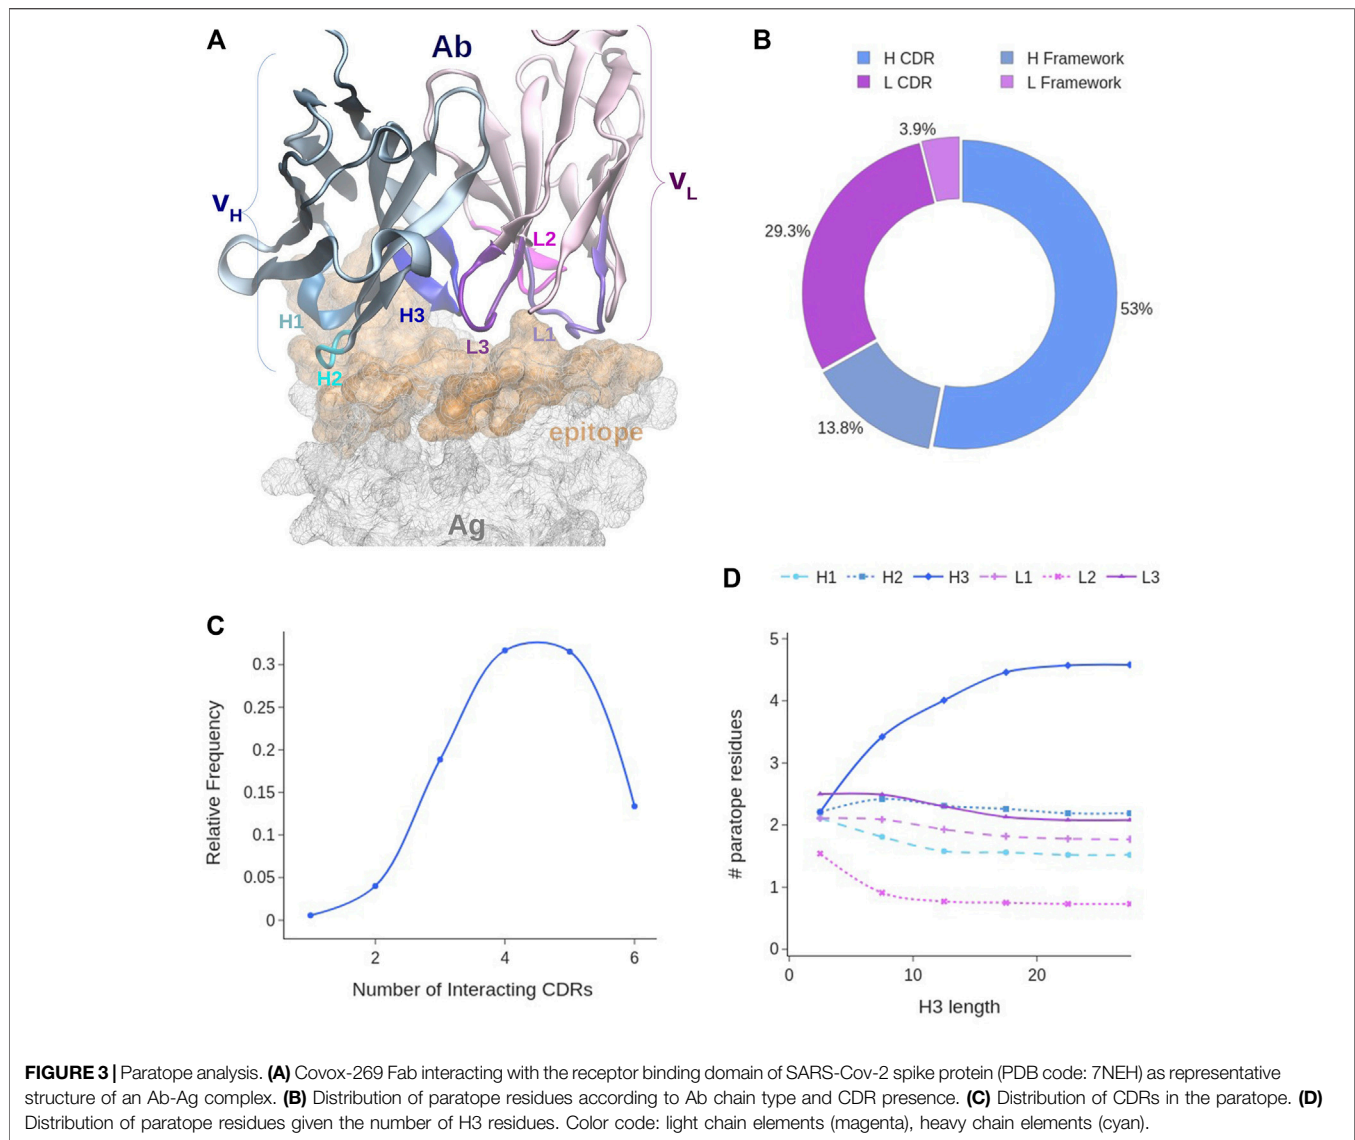 A
Ab
VH
VL
L2
H1
H3
L3
L1
H2
epitope
Ag
B
H CDR
H Framework
L CDR
L Framework
3.9%
29.3%
53%
13.8%
C
0.3
0.25
0.2
0.15
0.1
0.05
0
Relative Frequency
2
4
6
Number of Interacting CDRs
D
H1
H2
H3
L1
L2
L3
5
4
3
2
1
0
# paratope residues
0
10
20
H3 length
FIGURE 3 | Paratope analysis. (A) Covox-269 Fab interacting with the receptor binding domain of SARS-Cov-2 spike protein (PDB code: 7NEH) as representative
structure of an Ab-Ag complex. (B) Distribution of paratope residues according to Ab chain type and CDR presence. (C) Distribution of CDRs in the paratope. (D)
Distribution of paratope residues given the number of H3 residues. Color code: light chain elements (magenta), heavy chain elements (cyan).